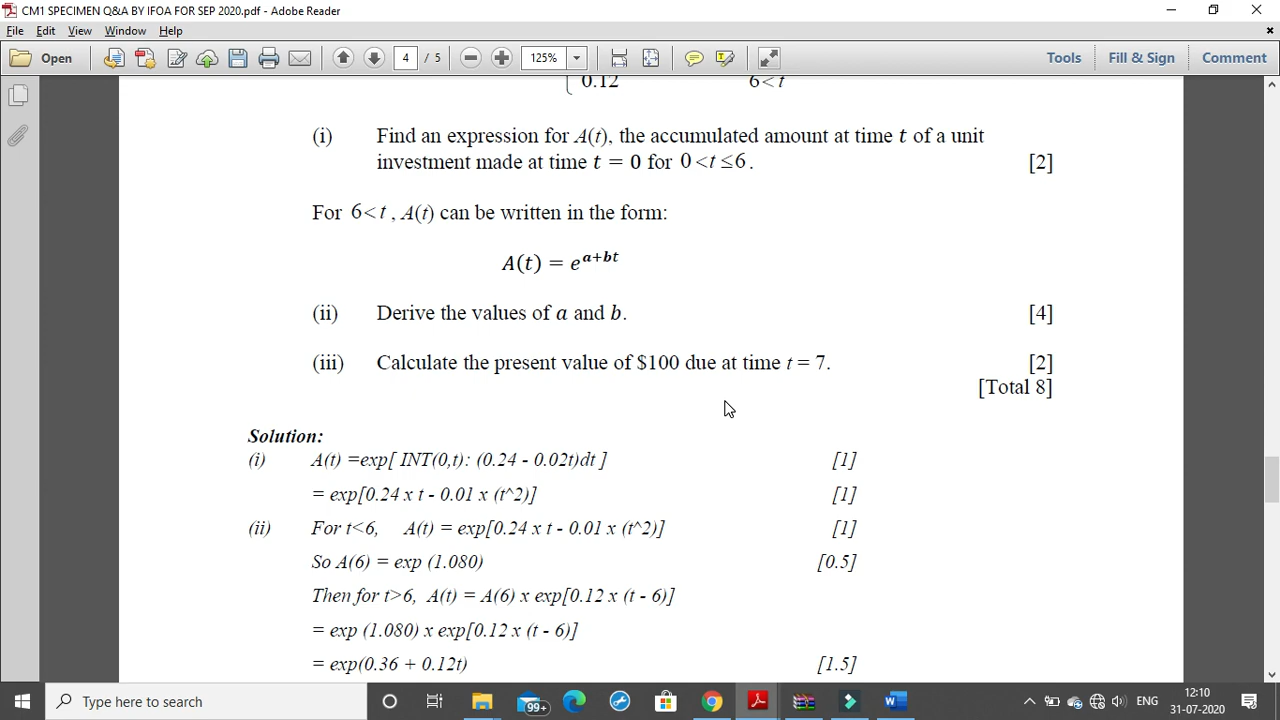 CM1 SPECIMEN Q&A BY IFOA FOR SEP 2020.pdf - Adobe Reader
File Edit View Window Help
Open 4 / 5 125% Tools Fill & Sign Comment
0.12 6<t
(i) Find an expression for A(t), the accumulated amount at time t of a unit
investment made at time t = 0 for 0<t≤6. [2]
For 6<t, A(t) can be written in the form:
A(t) = e^{a+bt}
(ii) Derive the values of a and b. [4]
(iii) Calculate the present value of $100 due at time t = 7. [2]
[Total 8]
Solution:
(i) A(t) =exp[ INT(0,t): (0.24 - 0.02t)dt ] [1]
= exp[0.24 x t - 0.01 x (t^2)] [1]
(ii) For t<6, A(t) = exp[0.24 x t - 0.01 x (t^2)] [1]
So A(6) = exp (1.080) [0.5]
Then for t>6, A(t) = A(6) x exp[0.12 x (t - 6)]
= exp (1.080) x exp[0.12 x (t - 6)]
= exp(0.36 + 0.12t) [1.5]
Type here to search 99+ ENG 12:10
31-07-2020